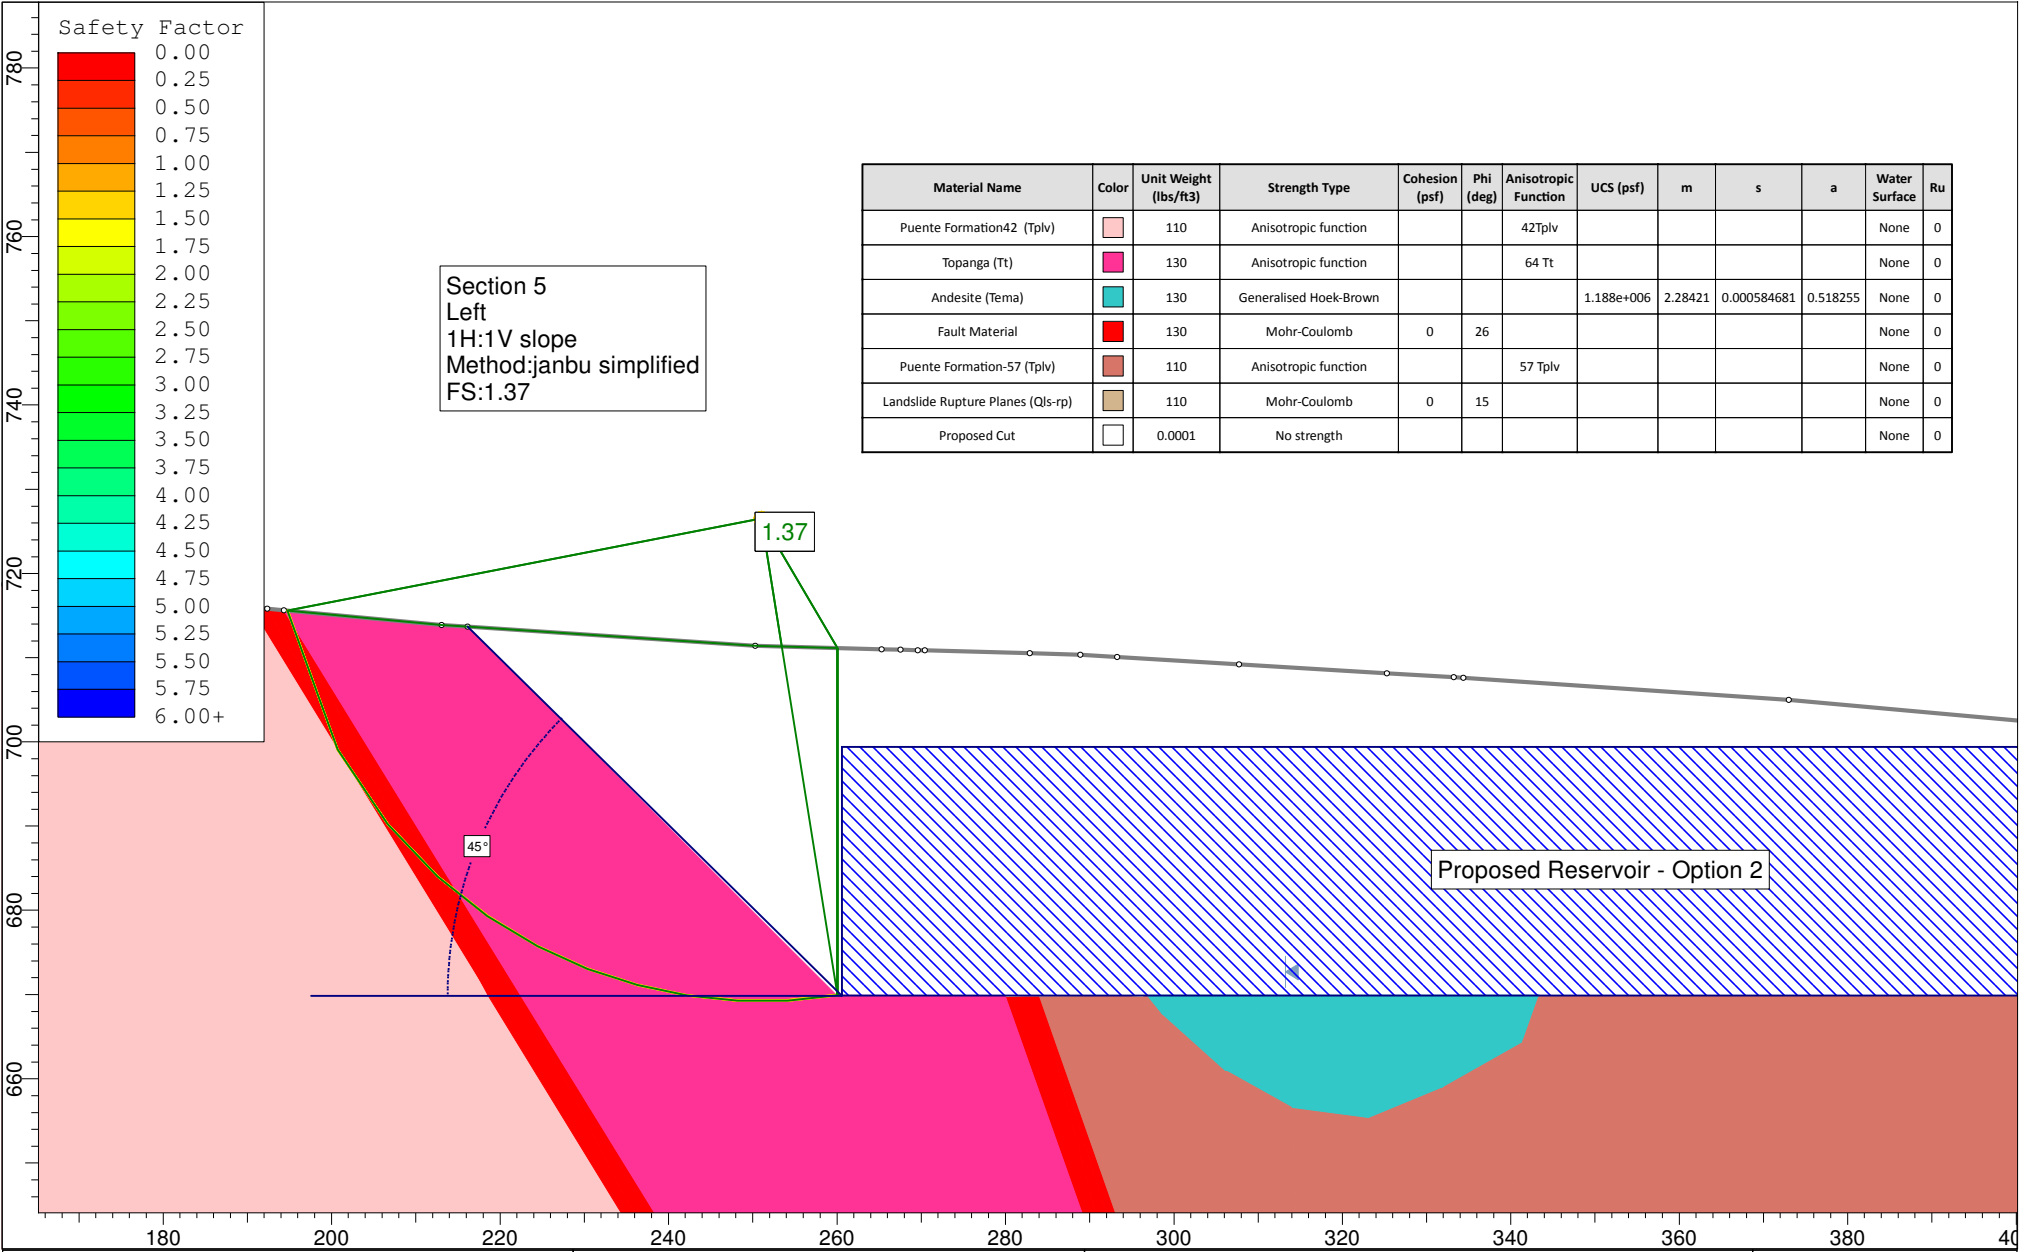 Safety Factor
0.00
0.25
0.50
0.75
1.00
1.25
1.50
1.75
2.00
2.25
2.50
2.75
3.00
3.25
3.50
3.75
4.00
4.25
4.50
4.75
5.00
5.25
5.50
5.75
6.00+
Section 5
Left
1H:1V slope
Method:janbu simplified
FS:1.37
Material Name Color Unit Weight (lbs/ft3) Strength Type Cohesion (psf) Phi (deg) Anisotropic Function UCS (psf) m s a Water Surface Ru
Puente Formation42 (Tplv) 110 Anisotropic function 42Tplv None 0
Topanga (Tt) 130 Anisotropic function 64 Tt None 0
Andesite (Tema) 130 Generalised Hoek-Brown 1.188e+006 2.28421 0.000584681 0.518255 None 0
Fault Material 130 Mohr-Coulomb 0 26 None 0
Puente Formation-57 (Tplv) 110 Anisotropic function 57 Tplv None 0
Landslide Rupture Planes (Qls-rp) 110 Mohr-Coulomb 0 15 None 0
Proposed Cut 0.0001 No strength None 0
1.37
45°
Proposed Reservoir - Option 2
780
760
740
720
700
680
660
180 200 220 240 260 280 300 320 340 360 380 40